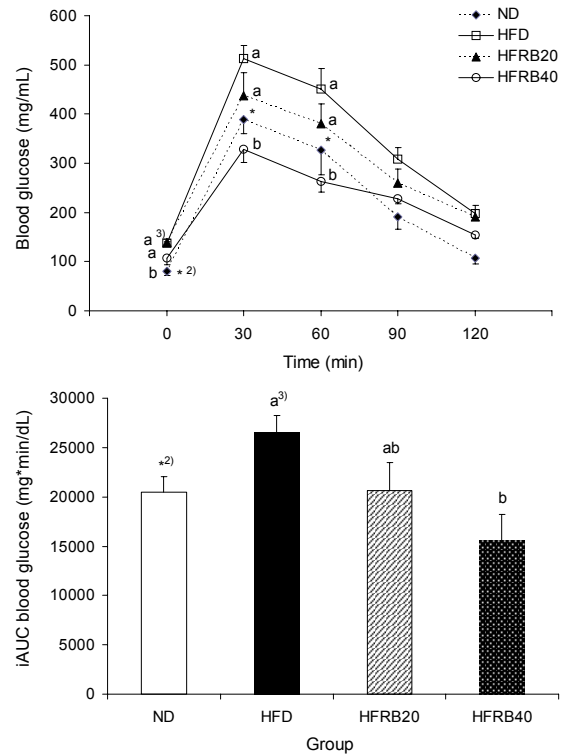 600
500
400
300
200
100
0
Blood glucose (mg/mL)
ND
HFD
HFRB20
HFRB40
a
a
*
b
a
a
*
b
a 3)
a
b
* 2)
0 30 60 90 120
Time (min)
30000
25000
20000
15000
10000
5000
0
iAUC blood glucose (mg*min/dL)
*2)
a3)
ab
b
ND HFD HFRB20 HFRB40
Group